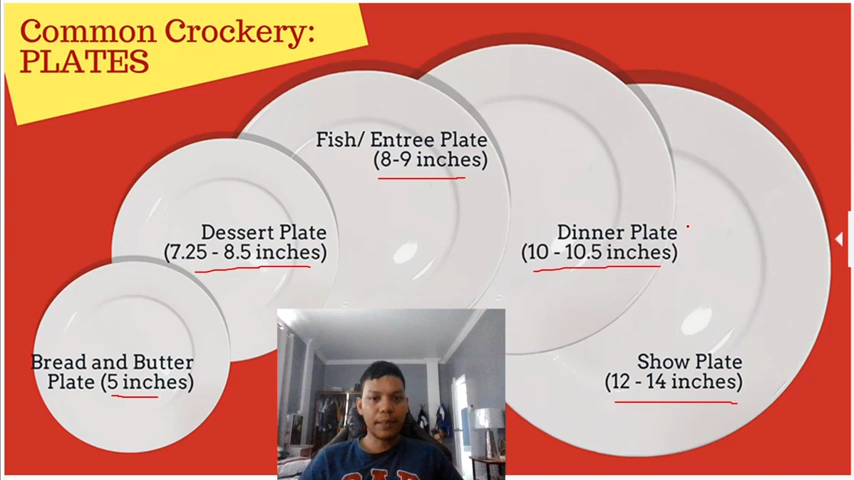 Common Crockery:
PLATES
Fish/ Entree Plate
(8-9 inches)
Dessert Plate
(7.25 - 8.5 inches)
Dinner Plate
(10 - 10.5 inches)
Bread and Butter
Plate (5 inches)
Show Plate
(12 - 14 inches)
GAP